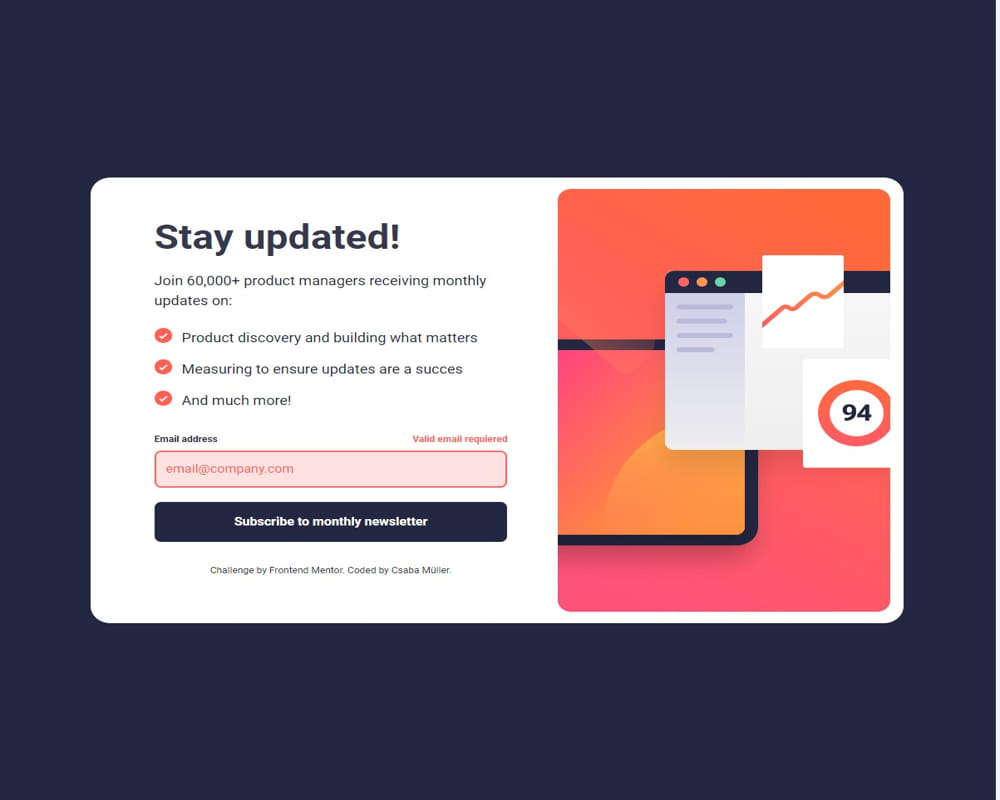 Stay updated!
Join 60,000+ product managers receiving monthly
updates on:
Product discovery and building what matters
Measuring to ensure updates are a succes
And much more!
Email address
Valid email requiered
email@company.com
Subscribe to monthly newsletter
Challenge by Frontend Mentor. Coded by Csaba Müller.
94